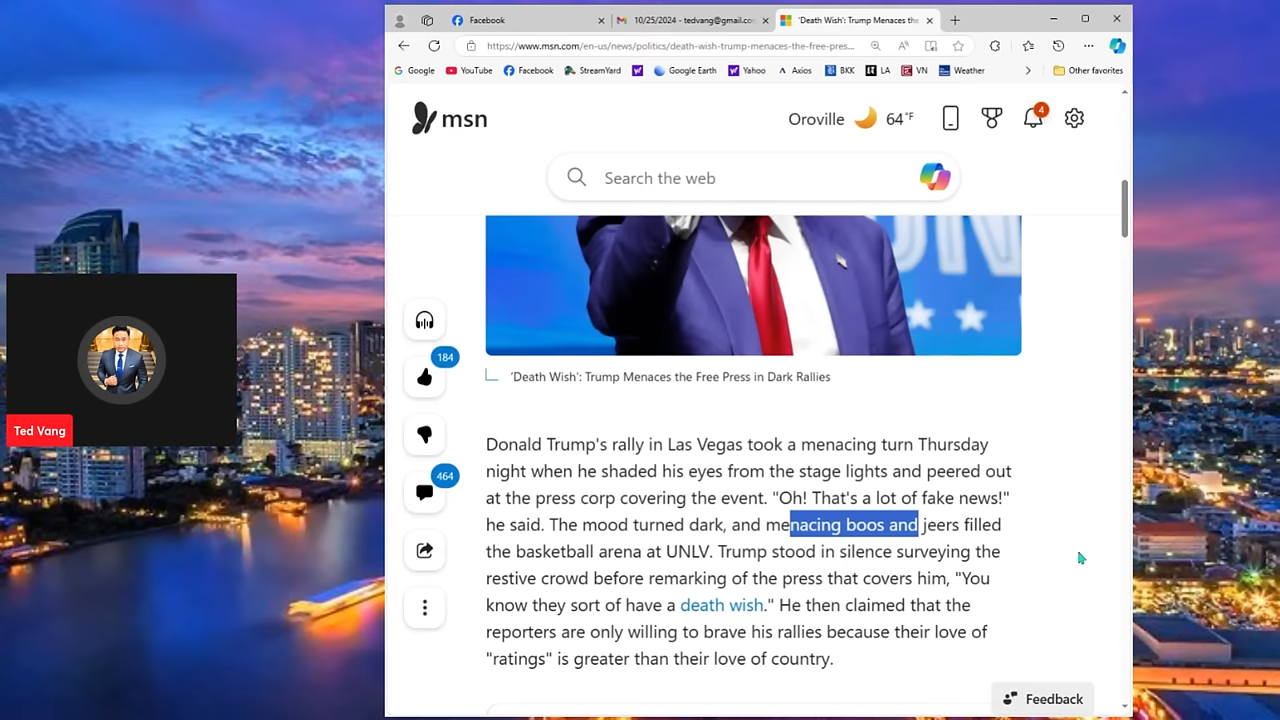 Facebook
10/25/2024 - tedvang@gmail.co
'Death Wish': Trump Menaces the
https://www.msn.com/en-us/news/politics/death-wish-trump-menaces-the-free-pres...
Google
YouTube
Facebook
StreamYard
Google Earth
Yahoo
Axios
BKK
LA
VN
Weather
Other favorites
msn
Oroville
64°F
4
Search the web
UN
184
464
'Death Wish': Trump Menaces the Free Press in Dark Rallies
Donald Trump's rally in Las Vegas took a menacing turn Thursday
night when he shaded his eyes from the stage lights and peered out
at the press corp covering the event. "Oh! That's a lot of fake news!"
he said. The mood turned dark, and menacing boos and jeers filled
the basketball arena at UNLV. Trump stood in silence surveying the
restive crowd before remarking of the press that covers him, "You
know they sort of have a death wish." He then claimed that the
reporters are only willing to brave his rallies because their love of
"ratings" is greater than their love of country.
Feedback
Ted Vang